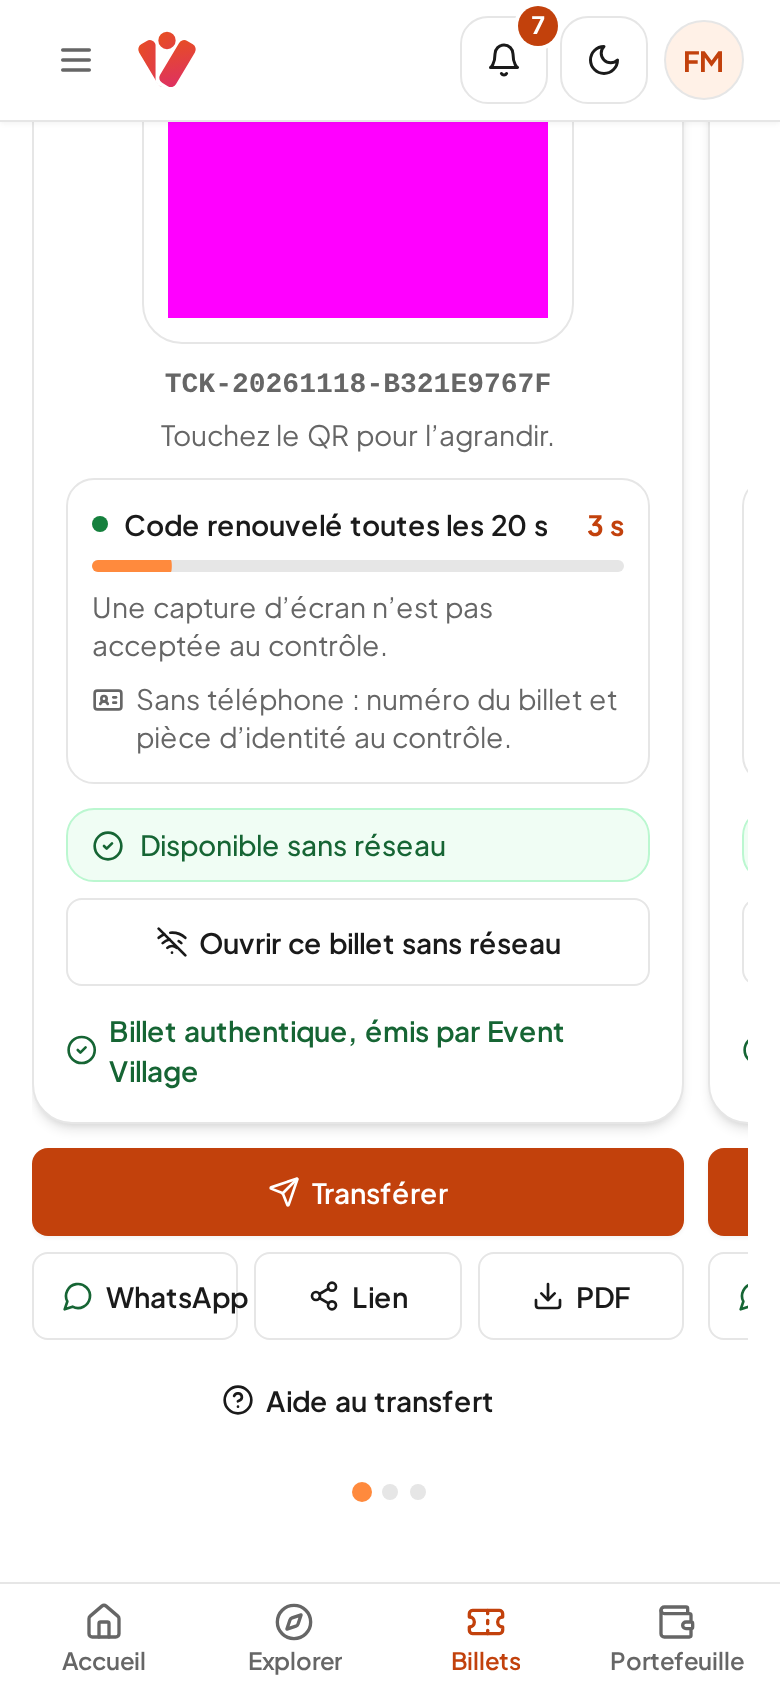 7
FM
TCK-20261118-B321E9767F
Touchez le QR pour l’agrandir.
Code renouvelé toutes les 20 s
3 s
Une capture d’écran n’est pas
acceptée au contrôle.
Sans téléphone : numéro du billet et
pièce d’identité au contrôle.
Disponible sans réseau
Ouvrir ce billet sans réseau
Billet authentique, émis par Event
Village
Transférer
WhatsApp
Lien
PDF
Aide au transfert
Accueil
Explorer
Billets
Portefeuille